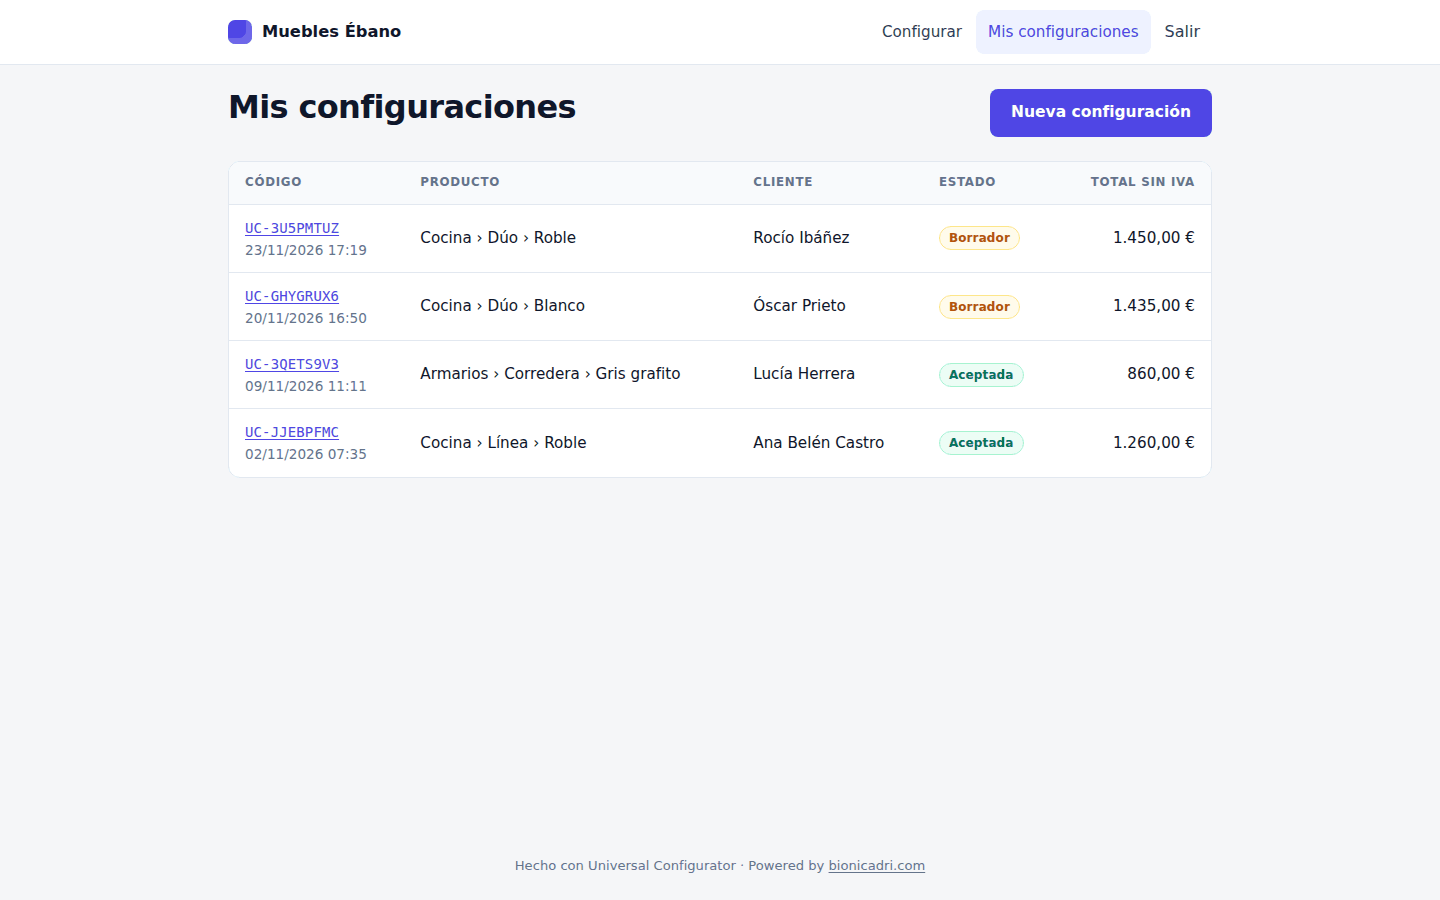 Muebles Ébano
Configurar
Mis configuraciones
Salir
Mis configuraciones
Nueva configuración
CÓDIGO PRODUCTO CLIENTE ESTADO TOTAL SIN IVA
UC-3U5PMTUZ
23/11/2026 17:19
Cocina › Dúo › Roble
Rocío Ibáñez
Borrador
1.450,00 €
UC-GHYGRUX6
20/11/2026 16:50
Cocina › Dúo › Blanco
Óscar Prieto
Borrador
1.435,00 €
UC-3QETS9V3
09/11/2026 11:11
Armarios › Corredera › Gris grafito
Lucía Herrera
Aceptada
860,00 €
UC-JJEBPFMC
02/11/2026 07:35
Cocina › Línea › Roble
Ana Belén Castro
Aceptada
1.260,00 €
Hecho con Universal Configurator · Powered by bionicadri.com